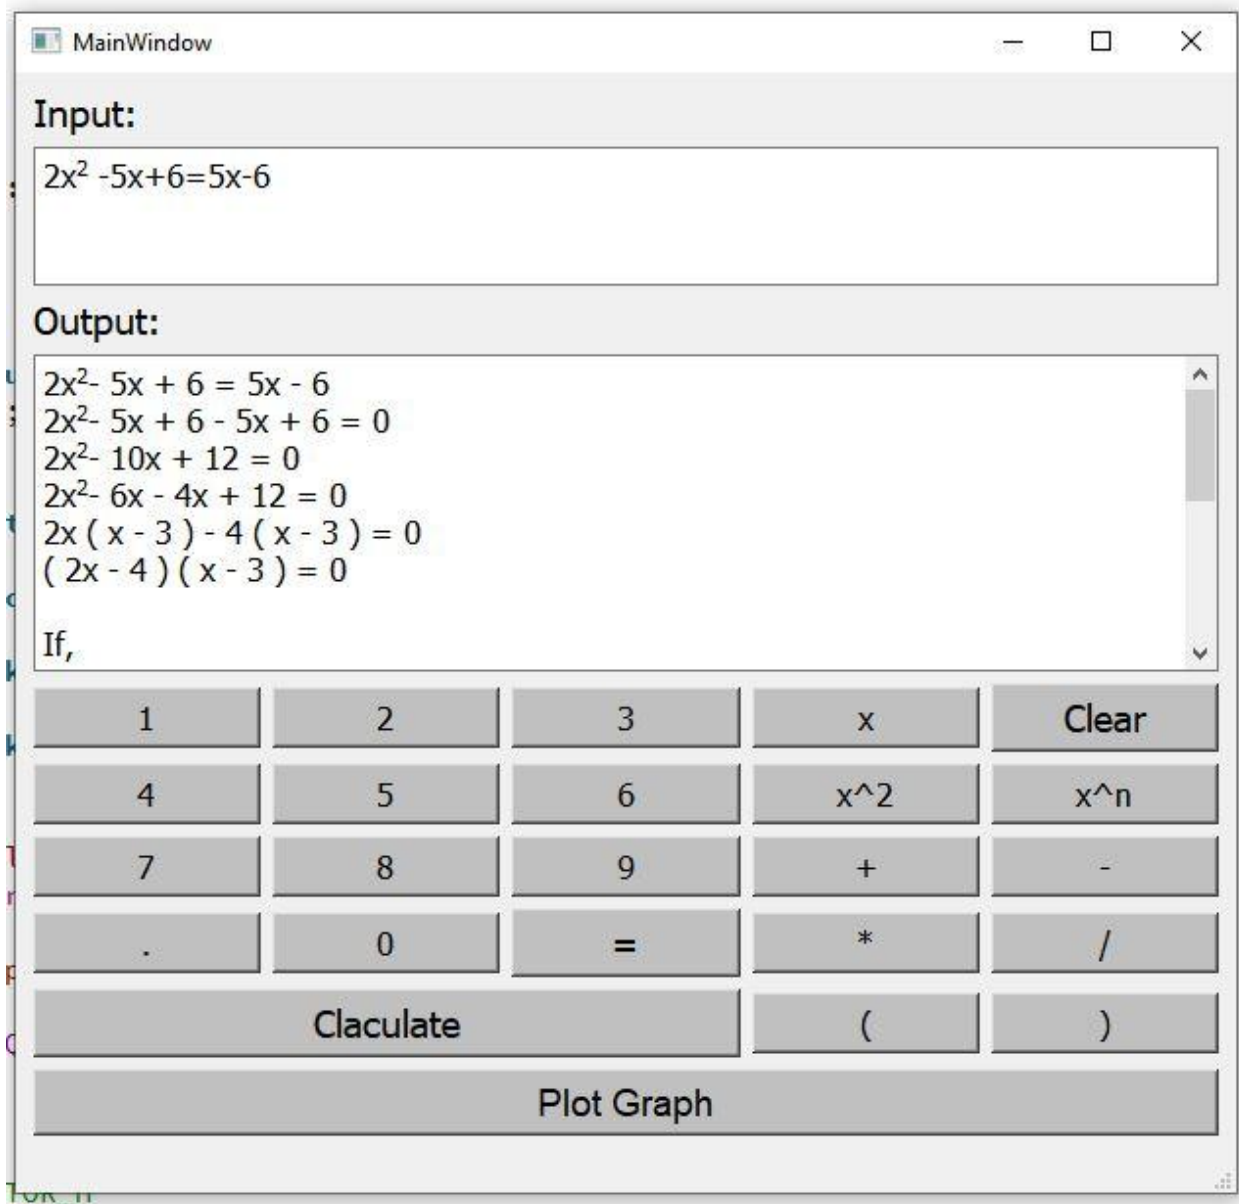 MainWindow
Input:
2x² -5x+6=5x-6
Output:
2x²- 5x + 6 = 5x - 6
2x²- 5x + 6 - 5x + 6 = 0
2x²- 10x + 12 = 0
2x²- 6x - 4x + 12 = 0
2x ( x - 3 ) - 4 ( x - 3 ) = 0
( 2x - 4 ) ( x - 3 ) = 0
If,
1 2 3 x Clear
4 5 6 x^2 x^n
7 8 9 + -
. 0 = * /
Claculate ( )
Plot Graph